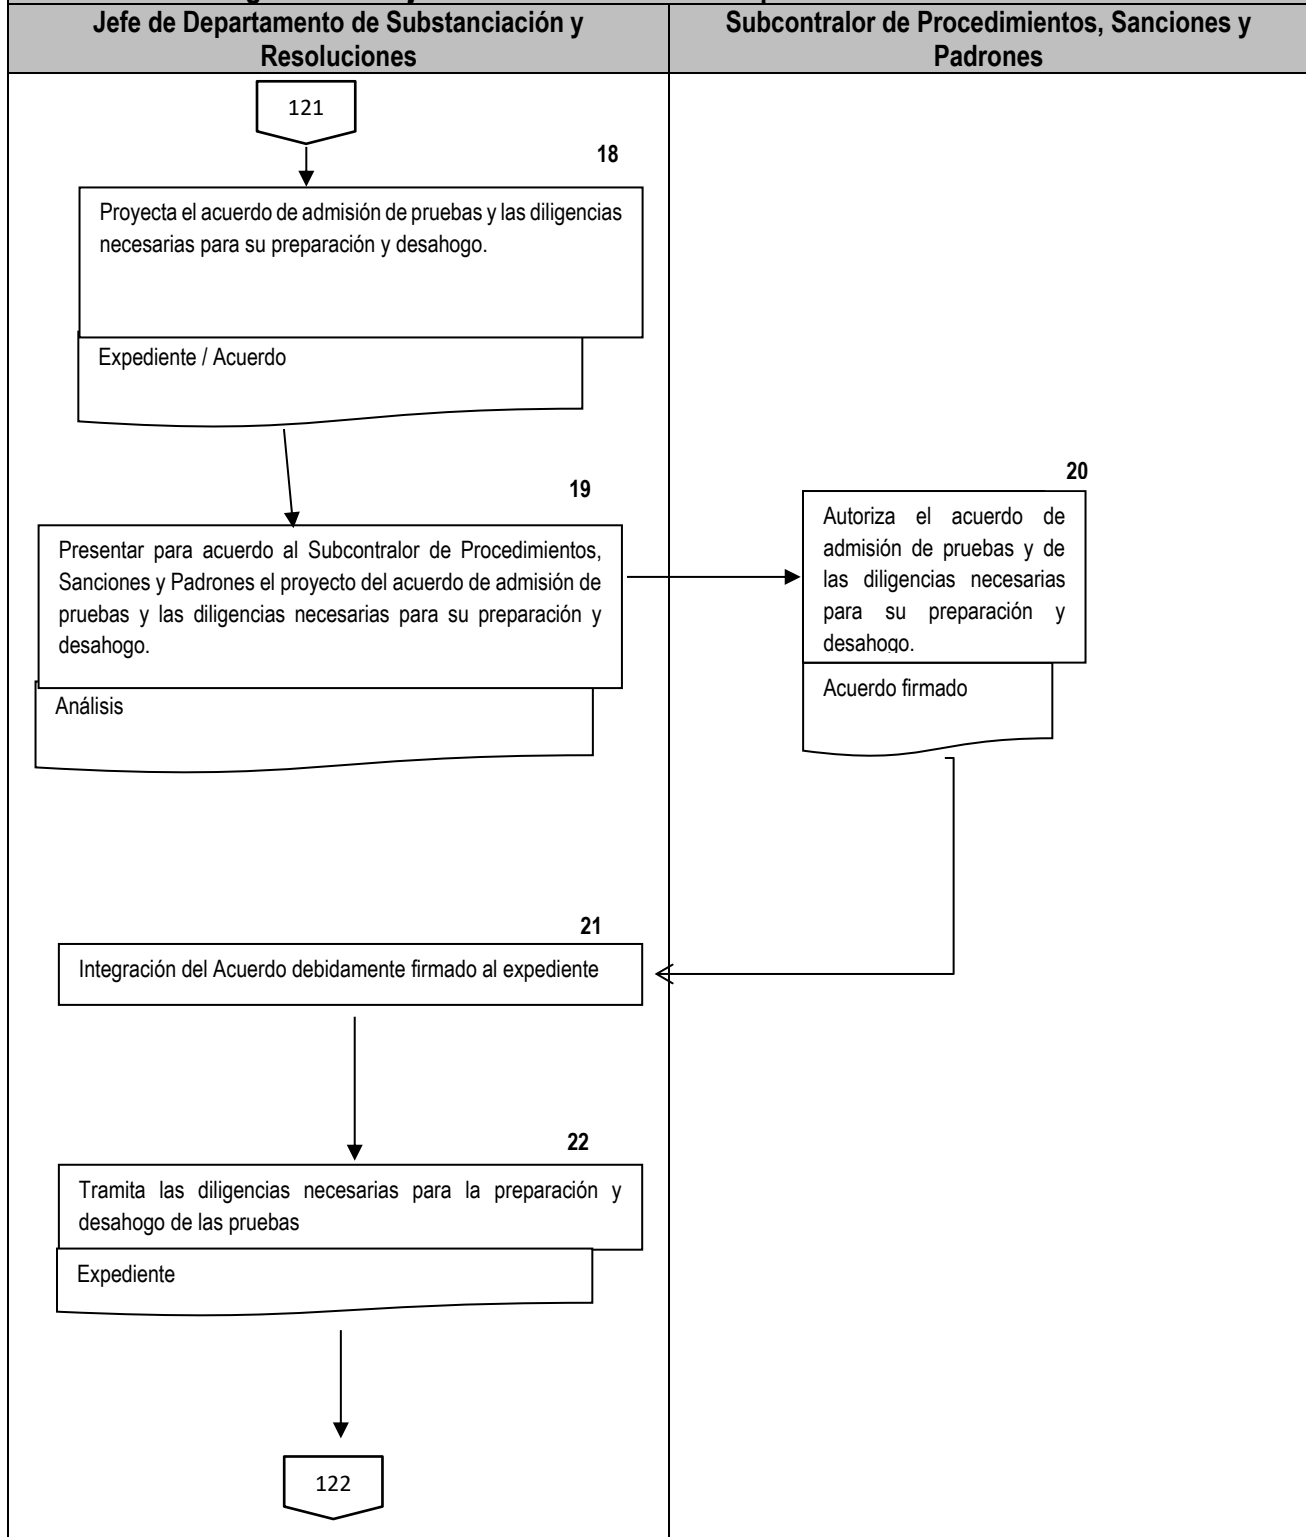 Jefe de Departamento de Substanciación y
Resoluciones
Subcontralor de Procedimientos, Sanciones y
Padrones
121
18
Proyecta el acuerdo de admisión de pruebas y las diligencias
necesarias para su preparación y desahogo.
Expediente / Acuerdo
19
Presentar para acuerdo al Subcontralor de Procedimientos,
Sanciones y Padrones el proyecto del acuerdo de admisión de
pruebas y las diligencias necesarias para su preparación y
desahogo.
Análisis
20
Autoriza el acuerdo de
admisión de pruebas y de
las diligencias necesarias
para su preparación y
desahogo.
Acuerdo firmado
21
Integración del Acuerdo debidamente firmado al expediente
22
Tramita las diligencias necesarias para la preparación y
desahogo de las pruebas
Expediente
122